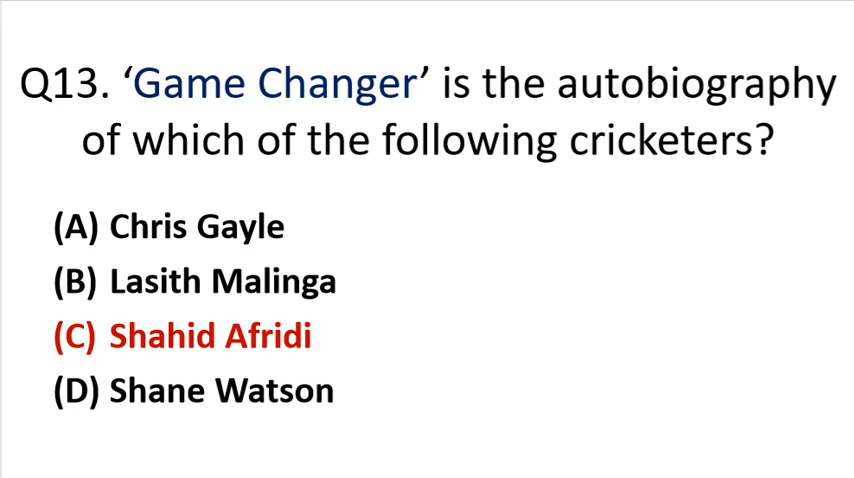 Q13. ‘Game Changer’ is the autobiography
of which of the following cricketers?
(A) Chris Gayle
(B) Lasith Malinga
(C) Shahid Afridi
(D) Shane Watson